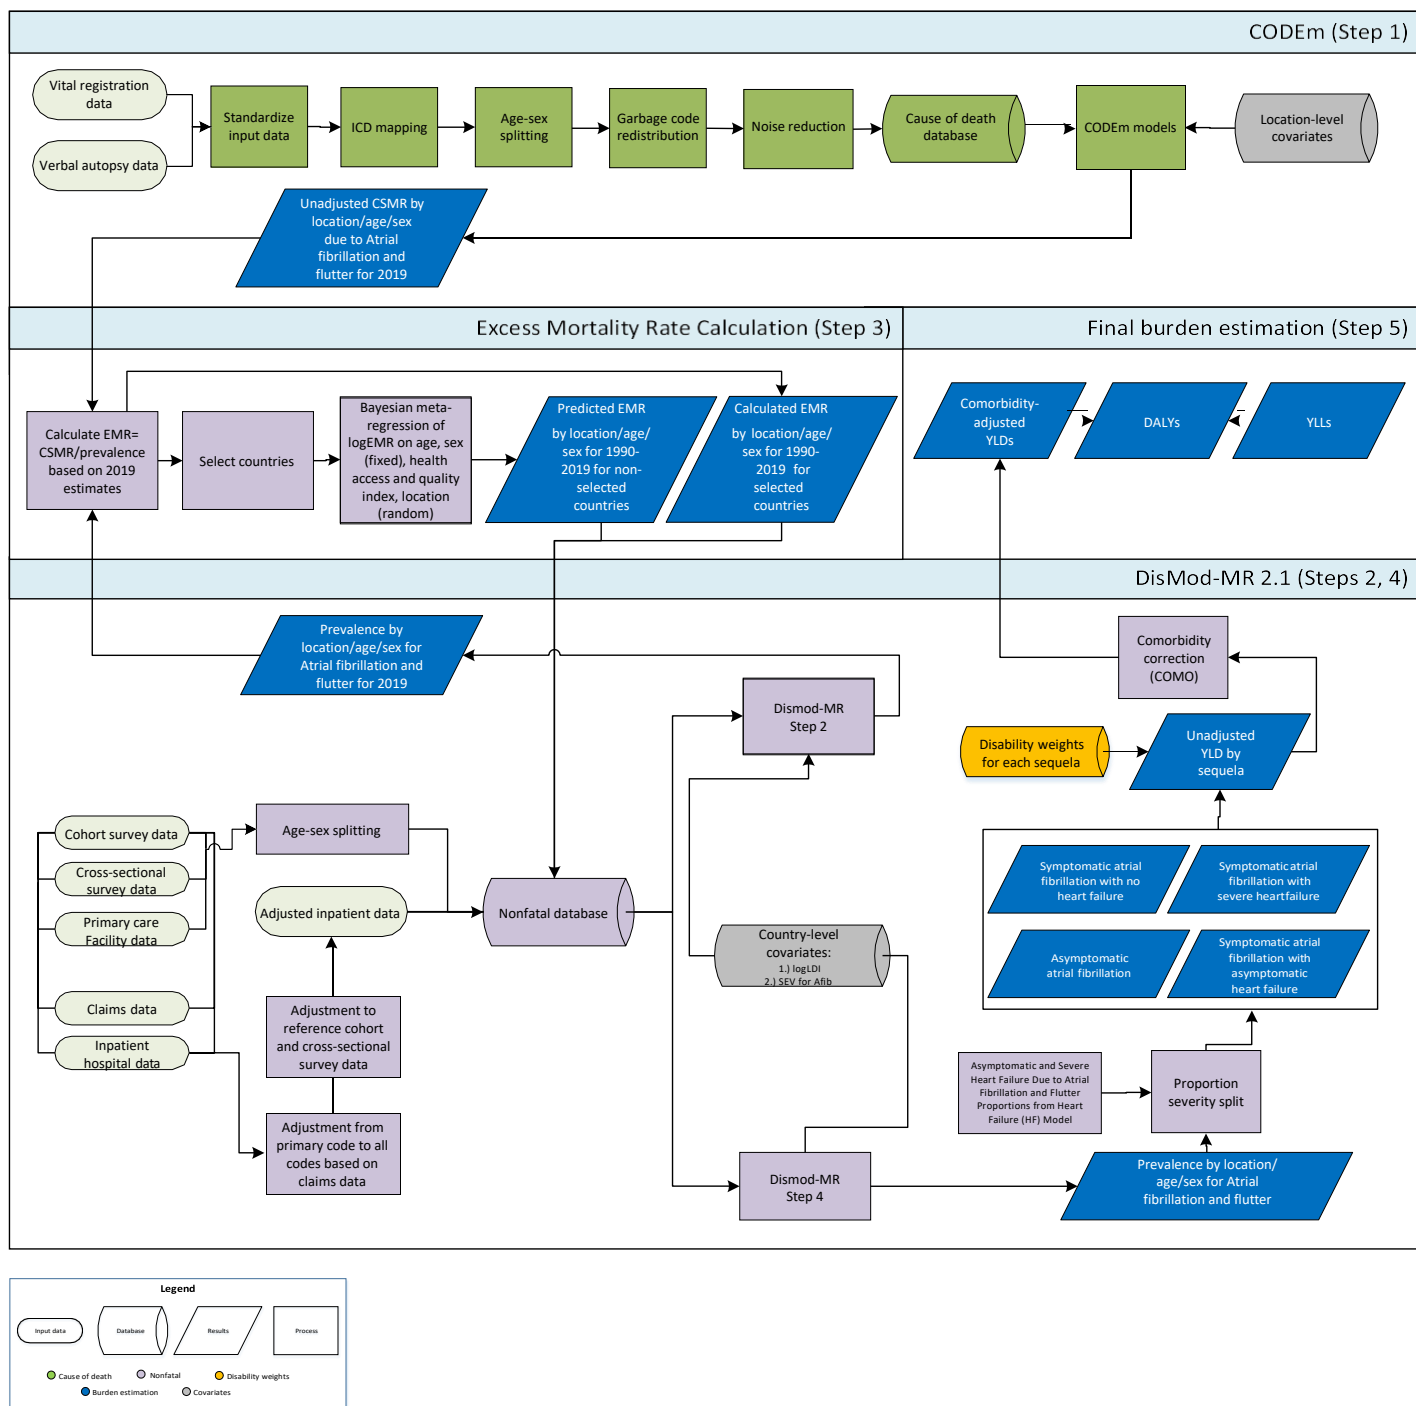 CODEm (Step 1)
Vital registration
data
Verbal autopsy data
Standardize
input data
ICD mapping
Age-sex
splitting
Garbage code
redistribution
Noise reduction
Cause of death
database
CODEm models
Location-level
covariates
Unadjusted CSMR by
location/age/sex
due to Atrial
fibrillation and
flutter for 2019
Excess Mortality Rate Calculation (Step 3)
Calculate EMR=
CSMR/prevalence
based on 2019
estimates
Select countries
Bayesian meta-
regression of
logEMR on age, sex
(fixed), health
access and quality
index, location
(random)
Predicted EMR
by location/age/
sex for 1990-
2019 for non-
selected
countries
Calculated EMR
by location/age/
sex for 1990-
2019 for
selected
countries
Final burden estimation (Step 5)
Comorbidity-
adjusted
YLDs
DALYs
YLLs
DisMod-MR 2.1 (Steps 2, 4)
Prevalence by
location/age/sex for
Atrial fibrillation and
flutter for 2019
Dismod-MR
Step 2
Comorbidity
correction
(COMO)
Disability weights
for each sequela
Unadjusted
YLD by
sequela
Cohort survey data
Cross-sectional
survey data
Primary care
Facility data
Claims data
Inpatient
hospital data
Age-sex splitting
Adjusted inpatient data
Adjustment to
reference cohort
and cross-sectional
survey data
Adjustment from
primary code to all
codes based on
claims data
Nonfatal database
Country-level
covariates:
1.) logLDI
2.) SEV for Afib
Dismod-MR
Step 4
Symptomatic atrial
fibrillation with no
heart failure
Symptomatic atrial
fibrillation with
severe heartfailure
Asymptomatic
atrial fibrillation
Symptomatic atrial
fibrillation with
asymptomatic
heart failure
Asymptomatic and Severe
Heart Failure Due to Atrial
Fibrillation and Flutter
Proportions from Heart
Failure (HF) Model
Proportion
severity split
Prevalence by location/
age/sex for Atrial
fibrillation and flutter
Legend
Input data
Database
Results
Process
Cause of death
Nonfatal
Disability weights
Burden estimation
Covariates